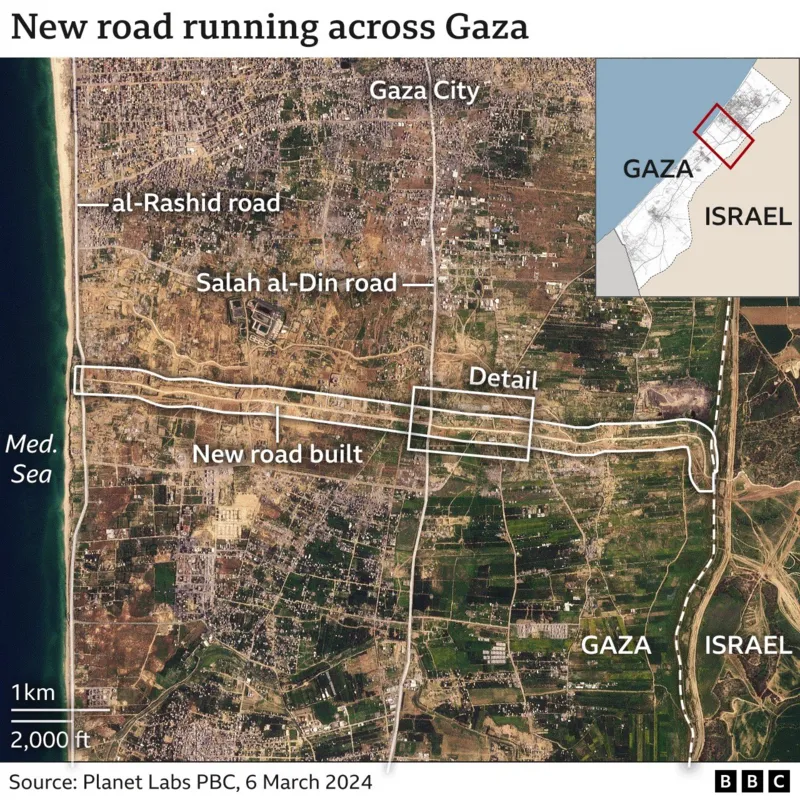 New road running across Gaza
Gaza City
GAZA
ISRAEL
al-Rashid road
Salah al-Din road
Detail
New road built
Med.
Sea
GAZA
ISRAEL
1km
2,000 ft
Source: Planet Labs PBC, 6 March 2024
BBC